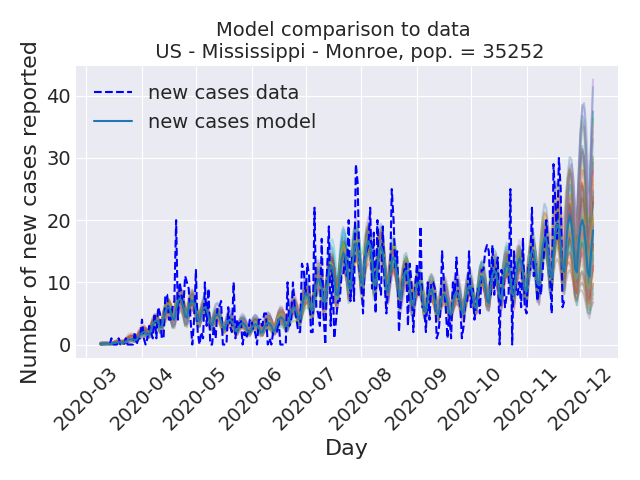 Model comparison to data
US - Mississippi - Monroe, pop. = 35252
Number of new cases reported
40
30
20
10
0
new cases data
new cases model
2020-03
2020-04
2020-05
2020-06
2020-07
2020-08
2020-09
2020-10
2020-11
2020-12
Day